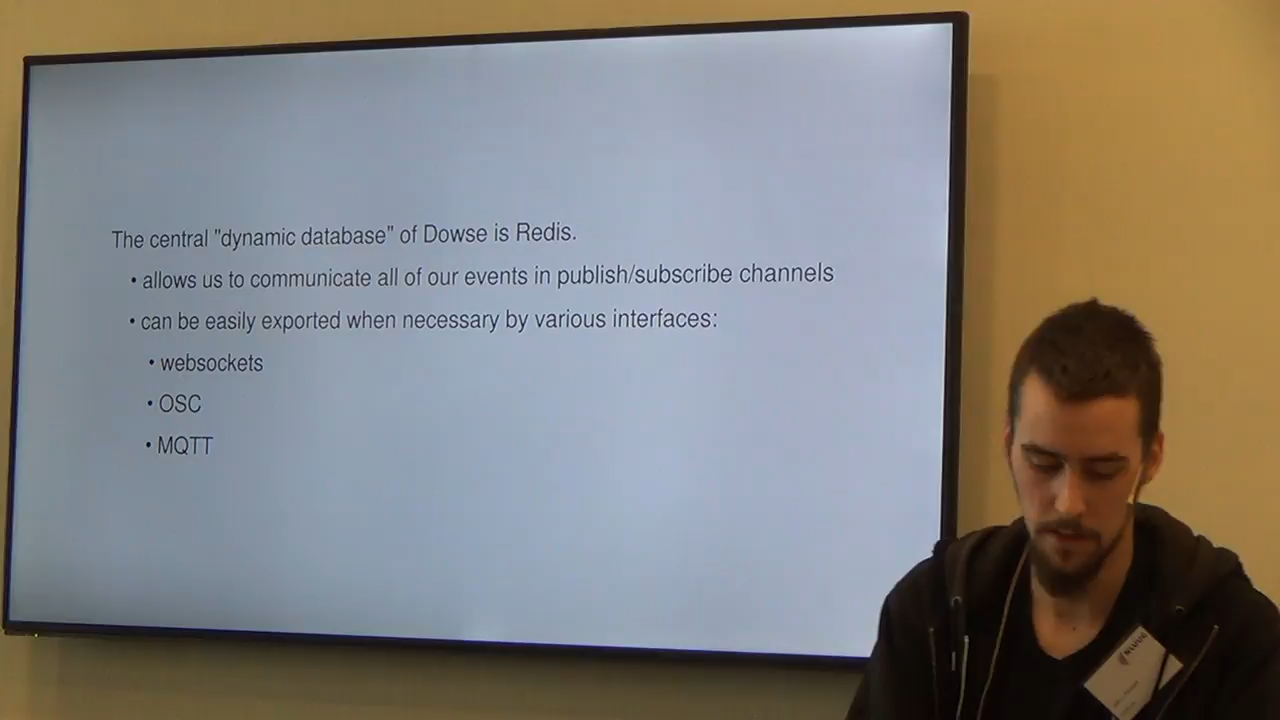 The central "dynamic database" of Dowse is Redis.
• allows us to communicate all of our events in publish/subscribe channels
• can be easily exported when necessary by various interfaces:
• websockets
• OSC
• MQTT
NLUUG